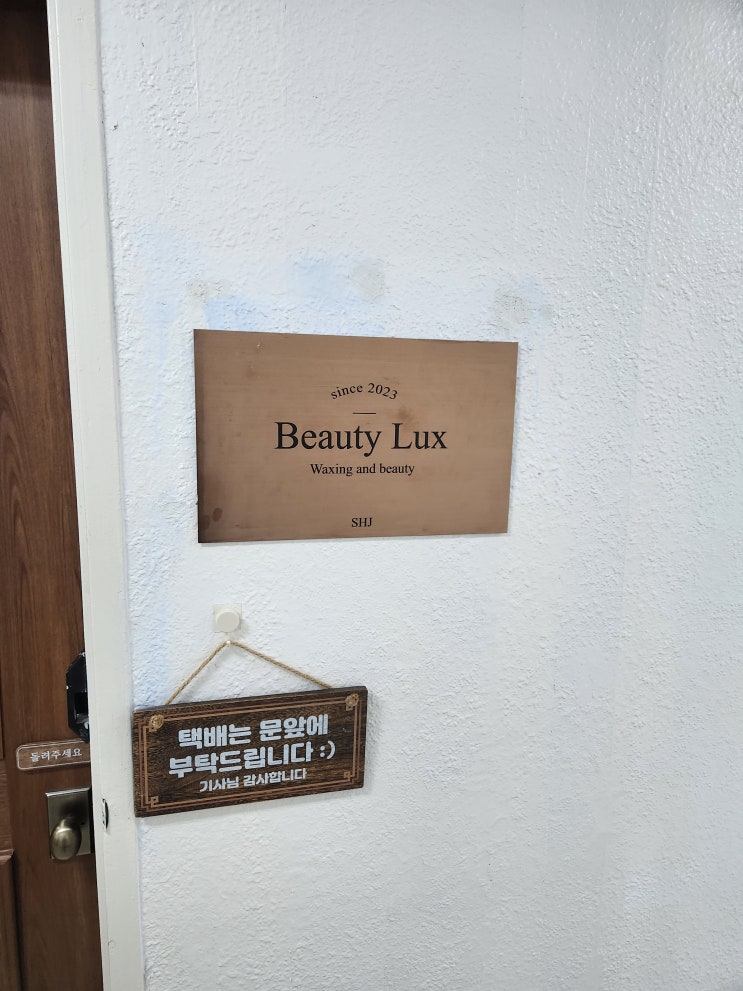 since 2023
Beauty Lux
Waxing and beauty
SHJ
택배는 문앞에
부탁드립니다 :)
기사님 감사합니다
돌려주세요